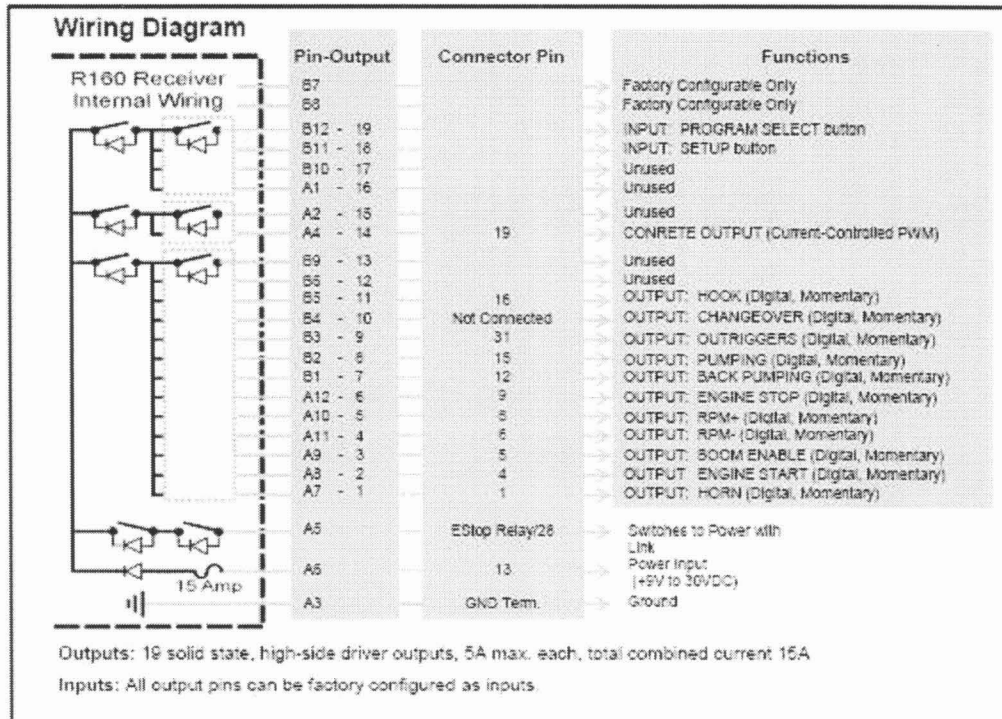 Wiring Diagram
Pin-Output Connector Pin Functions
R160 Receiver
Internal Wiring
B7 Factory Configurable Only
B8 Factory Configurable Only
B12 - 19 INPUT: PROGRAM SELECT button
B11 - 18 INPUT: SETUP button
B10 - 17 Unused
A1 - 16 Unused
A2 - 15 Unused
A4 - 14 19 CONRETE OUTPUT (Current-Controlled PWM)
B9 - 13 Unused
B6 - 12 Unused
B5 - 11 16 OUTPUT: HOOK (Digital, Momentary)
B4 - 10 Not Connected OUTPUT: CHANGEOVER (Digital, Momentary)
B3 - 9 31 OUTPUT: OUTRIGGERS (Digital, Momentary)
B2 - 8 15 OUTPUT: PUMPING (Digital, Momentary)
B1 - 7 12 OUTPUT: BACK PUMPING (Digital, Momentary)
A12 - 6 9 OUTPUT: ENGINE STOP (Digital, Momentary)
A10 - 5 OUTPUT: RPM+ (Digital, Momentary)
A11 - 4 6 OUTPUT: RPM- (Digital, Momentary)
A9 - 3 5 OUTPUT: BOOM ENABLE (Digital, Momentary)
A8 - 2 4 OUTPUT ENGINE START (Digital, Momentary)
A7 - 1 1 OUTPUT: HORN (Digital, Momentary)
A5 EStop Relay/28 Switches to Power with
Link
15 Amp A6 13 Power Input
(+9V to 30VDC)
A3 GND Term. Ground
Outputs: 19 solid state, high-side driver outputs, 5A max. each, total combined current 15A
Inputs: All output pins can be factory configured as inputs.